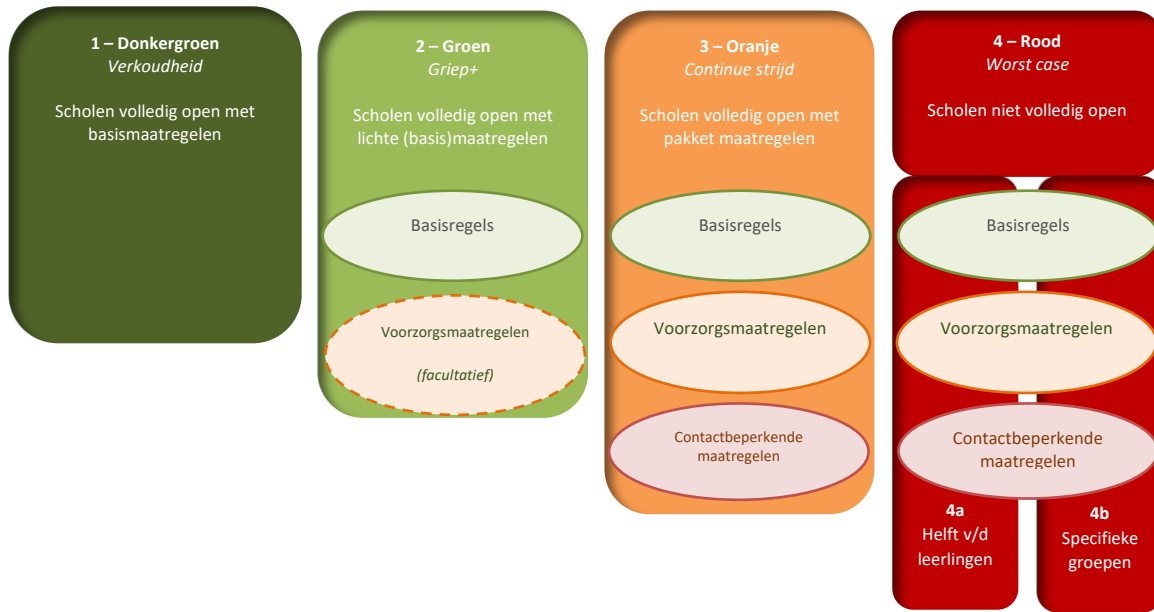 1 – Donkergroen
Verkoudheid
Scholen volledig open met
basismaatregelen
2 – Groen
Griep+
Scholen volledig open met
lichte (basis)maatregelen
Basisregels
Voorzorgsmaatregelen
(facultatief)
3 – Oranje
Continue strijd
Scholen volledig open met
pakket maatregelen
Basisregels
Voorzorgsmaatregelen
Contactbeperkende
maatregelen
4 – Rood
Worst case
Scholen niet volledig open
Basisregels
Voorzorgsmaatregelen
Contactbeperkende
maatregelen
4a
Helft v/d
leerlingen
4b
Specifieke
groepen